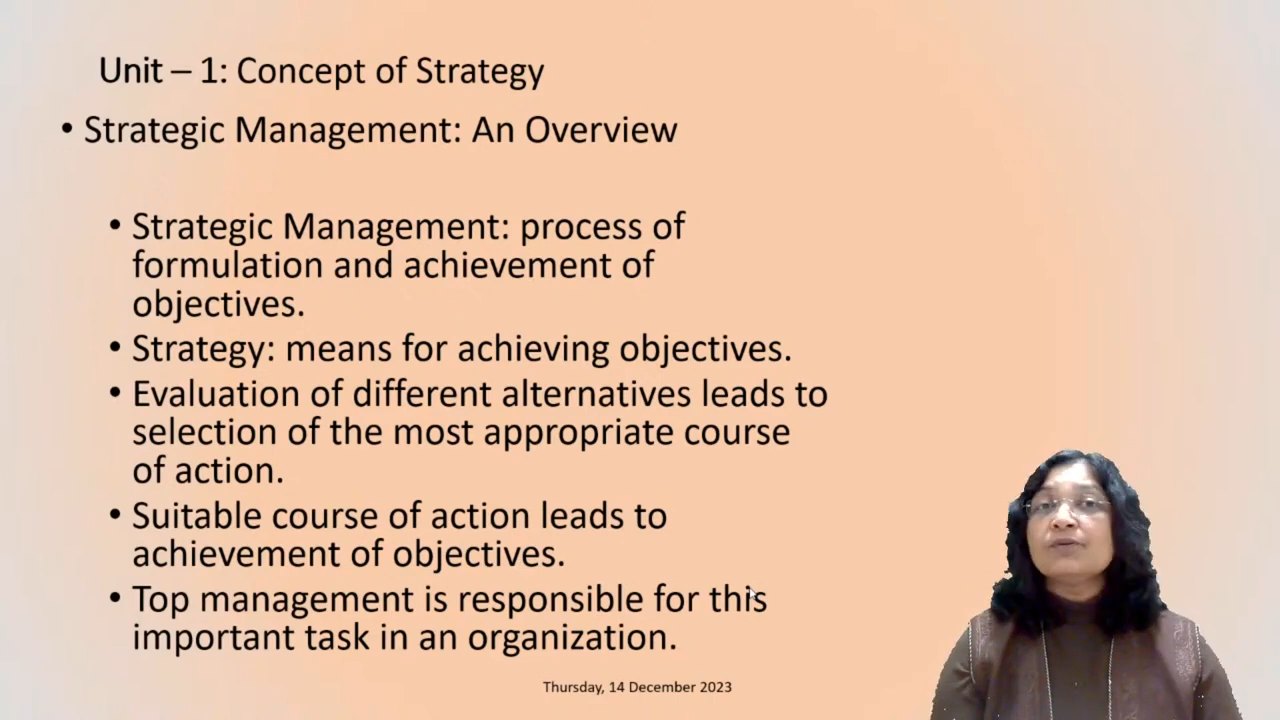 Unit – 1: Concept of Strategy
• Strategic Management: An Overview
• Strategic Management: process of
formulation and achievement of
objectives.
• Strategy: means for achieving objectives.
• Evaluation of different alternatives leads to
selection of the most appropriate course
of action.
• Suitable course of action leads to
achievement of objectives.
• Top management is responsible for this
important task in an organization.
Thursday, 14 December 2023